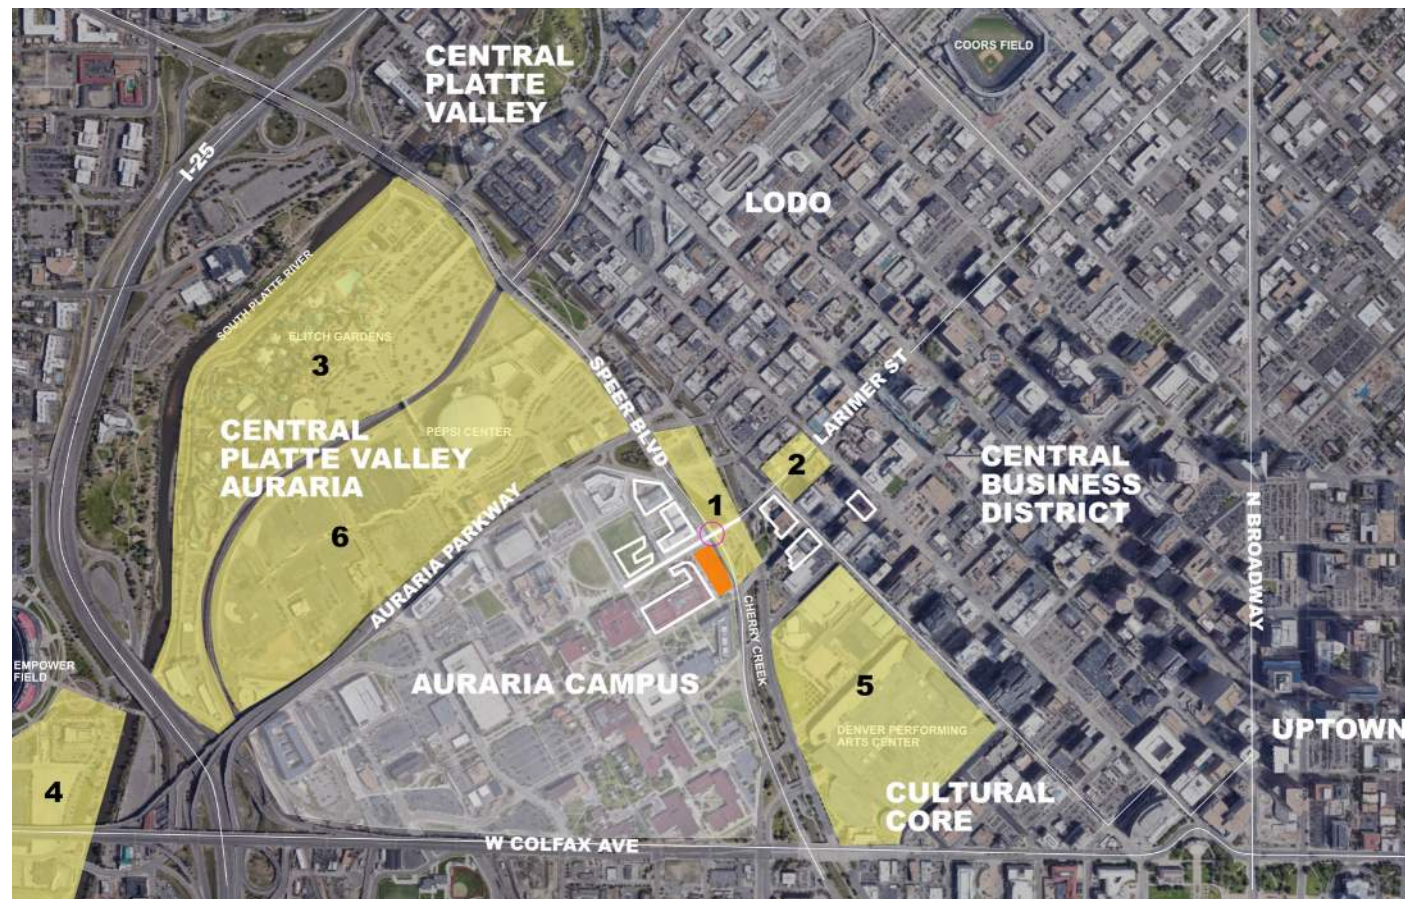 COORS FIELD
CENTRAL
PLATTE
VALLEY
I-25
LODO
SOUTH PLATTE RIVER
ELITCH GARDENS
3
SPEER BLVD
LARIMER ST
CENTRAL
PLATTE VALLEY
AURARIA
PEPSI CENTER
2
CENTRAL
BUSINESS
DISTRICT
1
6
AURARIA PARKWAY
N BROADWAY
CHERRY CREEK
EMPOWER
FIELD
AURARIA CAMPUS
5
DENVER PERFORMING
ARTS CENTER
UPTOWN
4
CULTURAL
CORE
W COLFAX AVE